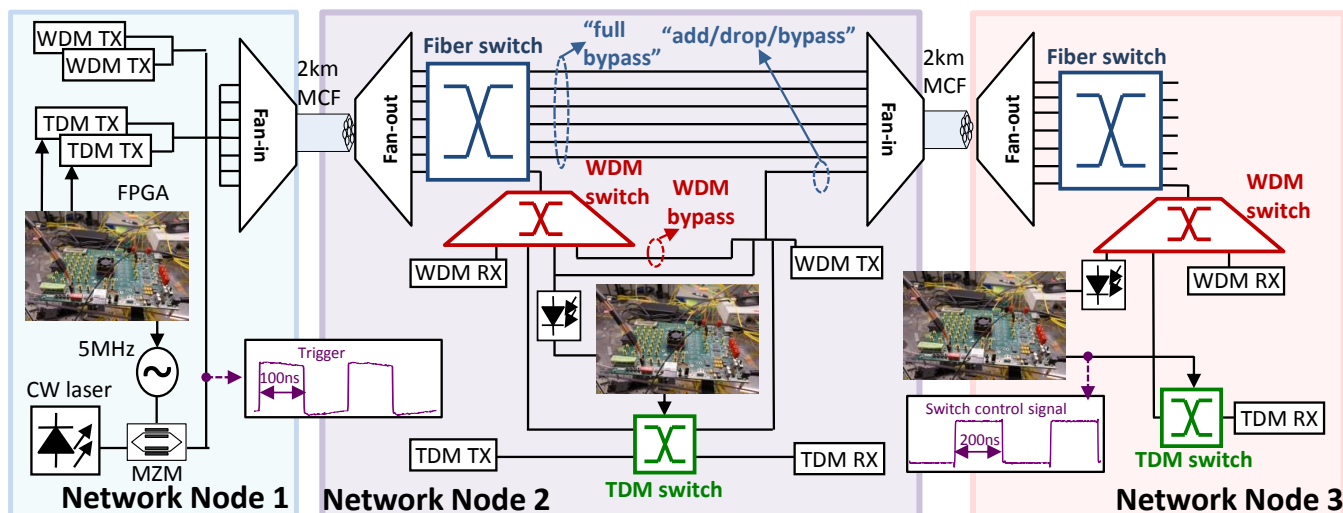 WDM TX
WDM TX
TDM TX
TDM TX
FPGA
5MHz
CW laser
MZM
Trigger
100ns
Network Node 1
Fan-in
2km
MCF
Fan-out
Fiber switch
“full
bypass”
“add/drop/bypass”
WDM
switch
WDM
bypass
WDM RX
WDM TX
TDM TX
TDM RX
TDM switch
Network Node 2
Fan-in
2km
MCF
Fan-out
Fiber switch
WDM
switch
WDM RX
Switch control signal
200ns
TDM RX
TDM switch
Network Node 3